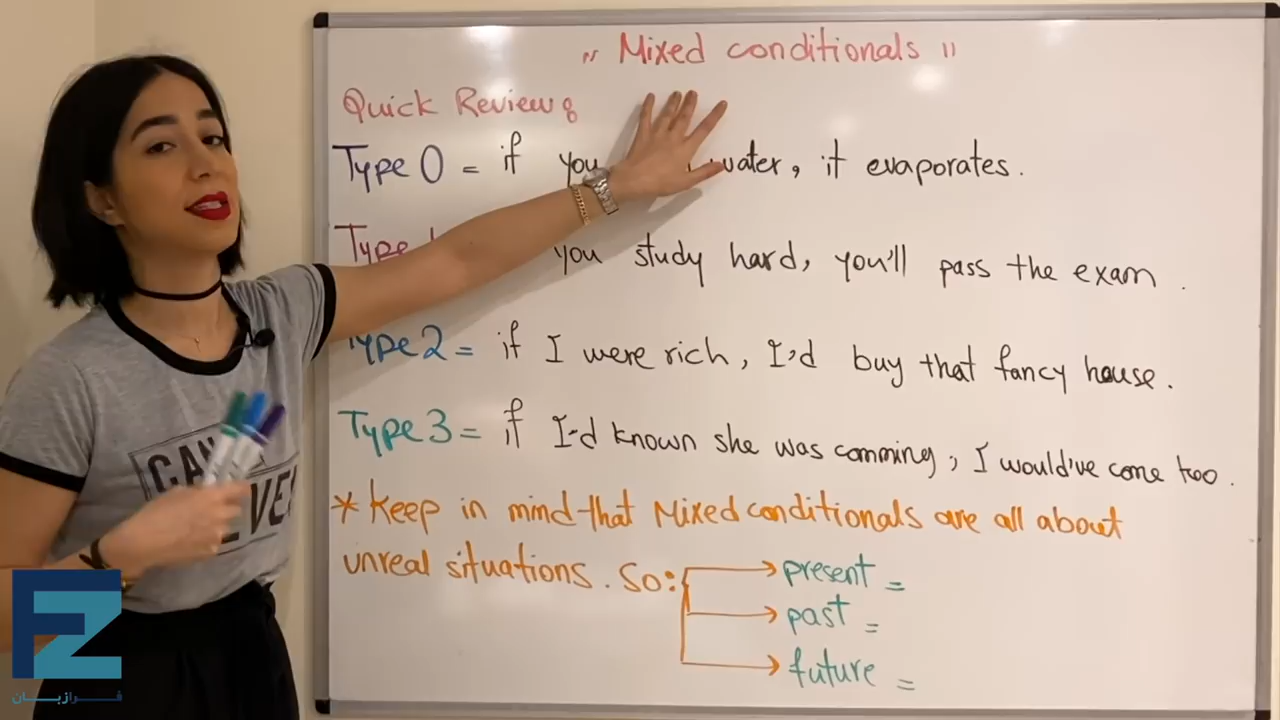 " Mixed conditionals "
Quick Review:
Type 0 = if you water, it evaporates.
Type you study hard, you'll pass the exam.
Type 2 = if I were rich, I'd buy that fancy house.
Type 3 = if I'd known she was comming, I would've come too.
* Keep in mind that Mixed conditionals are all about
unreal situations. So:
present =
past =
future =
FZ
فرازبان